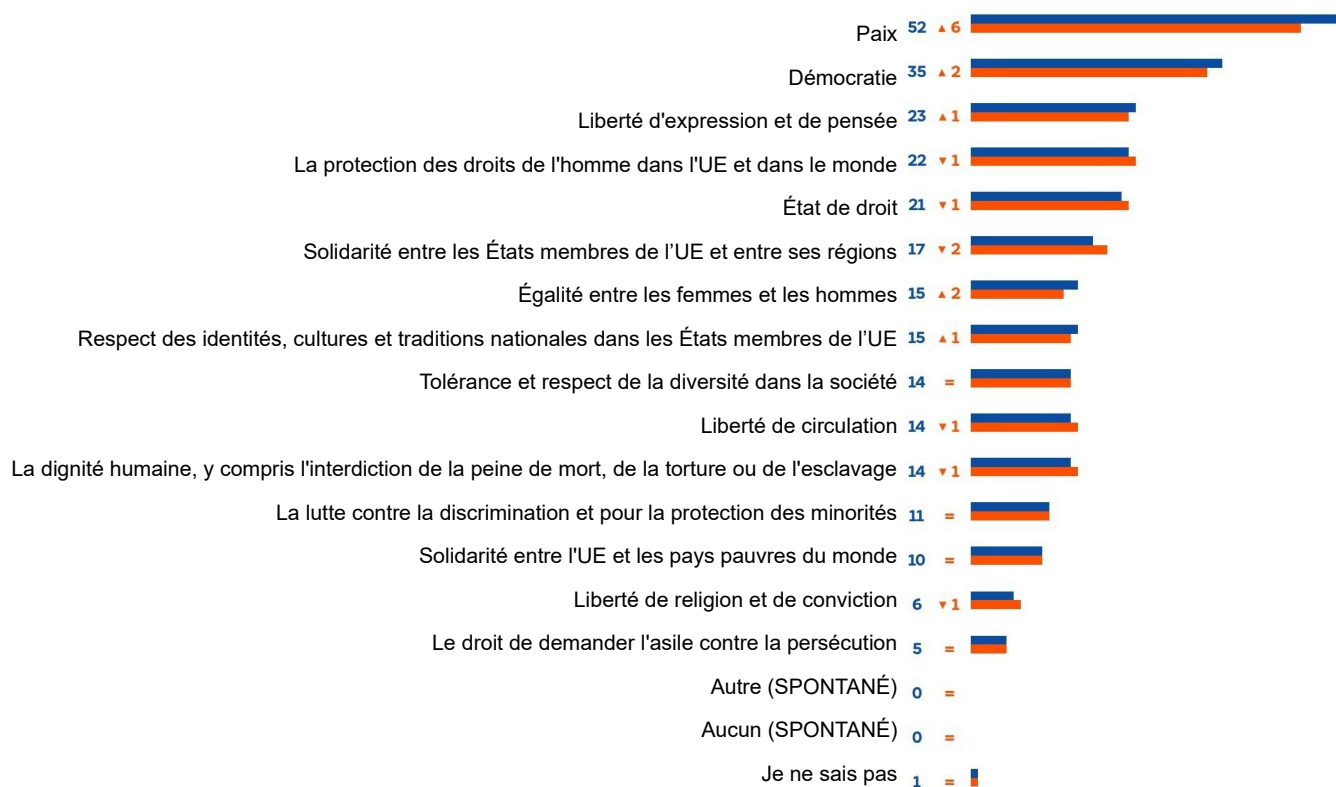 Paix 52 ▲ 6
Démocratie 35 ▲ 2
Liberté d'expression et de pensée 23 ▲ 1
La protection des droits de l'homme dans l'UE et dans le monde 22 ▼ 1
État de droit 21 ▼ 1
Solidarité entre les États membres de l’UE et entre ses régions 17 ▼ 2
Égalité entre les femmes et les hommes 15 ▲ 2
Respect des identités, cultures et traditions nationales dans les États membres de l’UE 15 ▲ 1
Tolérance et respect de la diversité dans la société 14 =
Liberté de circulation 14 ▼ 1
La dignité humaine, y compris l'interdiction de la peine de mort, de la torture ou de l'esclavage 14 ▼ 1
La lutte contre la discrimination et pour la protection des minorités 11 =
Solidarité entre l'UE et les pays pauvres du monde 10 =
Liberté de religion et de conviction 6 ▼ 1
Le droit de demander l'asile contre la persécution 5 =
Autre (SPONTANÉ) 0 =
Aucun (SPONTANÉ) 0 =
Je ne sais pas 1 =